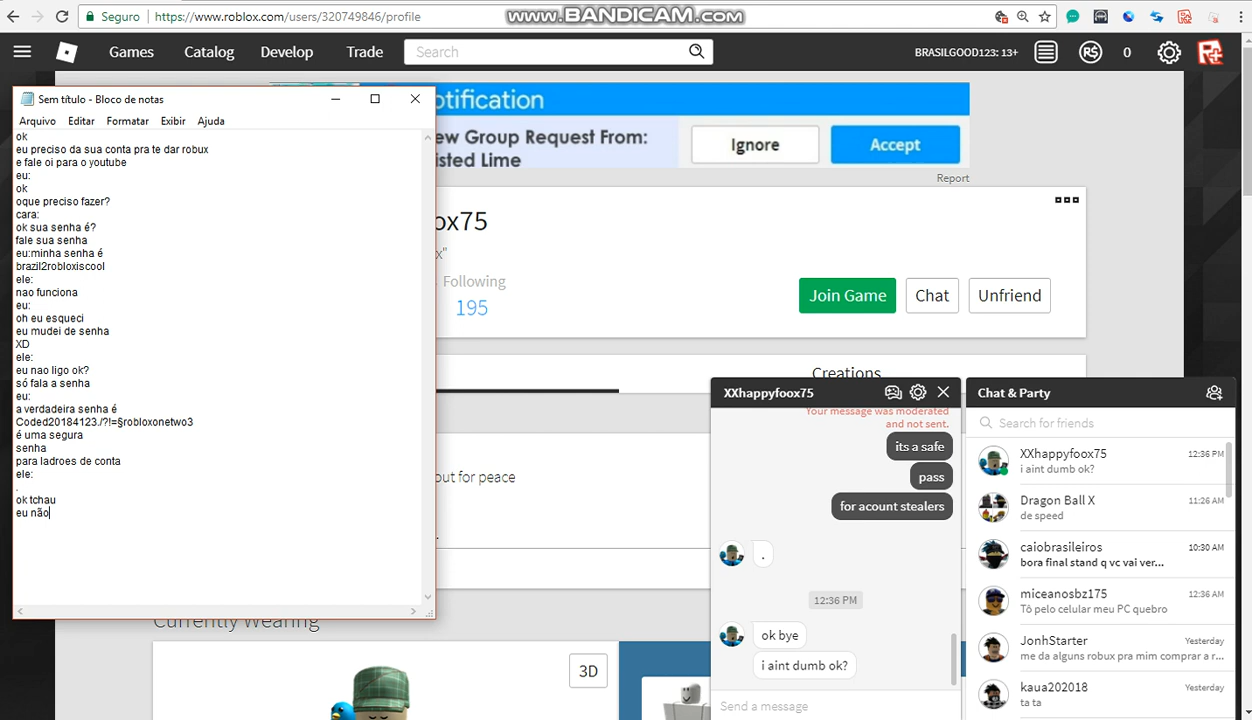 Seguro
https://www.roblox.com/users/320749846/profile
www.BANDICAM.com
Games
Catalog
Develop
Trade
Search
BRASILGOOD123: 13+
R$
0
R+
otification
ew Group Request From:
isted Lime
Ignore
Accept
Report
ox75
x"
Following
195
Join Game
Chat
Unfriend
Creations
out for peace
Currently Wearing
3D
Sem título - Bloco de notas
Arquivo
Editar
Formatar
Exibir
Ajuda
ok
eu preciso da sua conta pra te dar robux
e fale oi para o youtube
eu:
ok
oque preciso fazer?
cara:
ok sua senha é?
fale sua senha
eu:minha senha é
brazil2robloxiscool
ele:
nao funciona
eu:
oh eu esqueci
eu mudei de senha
XD
ele:
eu nao ligo ok?
só fala a senha
eu:
a verdadeira senha é
Coded20184123./?!=§robloxonetwo3
é uma segura
senha
para ladroes de conta
ele:
.
ok tchau
eu não
XXhappyfoox75
Your message was moderated
and not sent.
its a safe
pass
for acount stealers
.
12:36 PM
ok bye
i aint dumb ok?
Send a message
Chat & Party
Search for friends
XXhappyfoox75
12:36 PM
i aint dumb ok?
Dragon Ball X
11:26 AM
de speed
caiobrasileiros
10:30 AM
bora final stand q vc vai ver...
miceanosbz175
12:36 AM
Tô pelo celular meu PC quebro
JonhStarter
Yesterday
me da alguns robux pra mim comprar a r...
kaua202018
Yesterday
ta ta